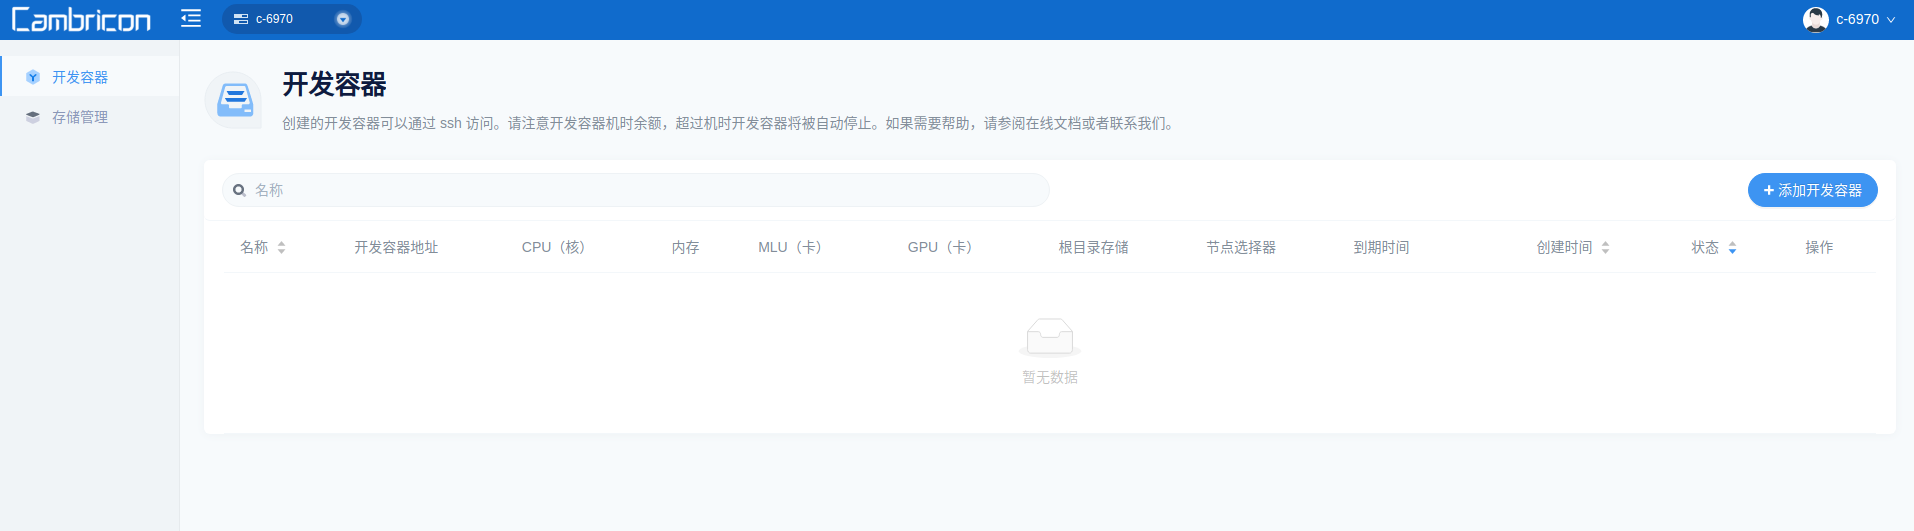 Cambricon
c-6970
c-6970
开发容器
存储管理
开发容器
创建的开发容器可以通过 ssh 访问。请注意开发容器机时余额，超过机时开发容器将被自动停止。如果需要帮助，请参阅在线文档或者联系我们。
名称
+ 添加开发容器
名称 开发容器地址 CPU（核） 内存 MLU（卡） GPU（卡） 根目录存储 节点选择器 到期时间 创建时间 状态 操作
暂无数据